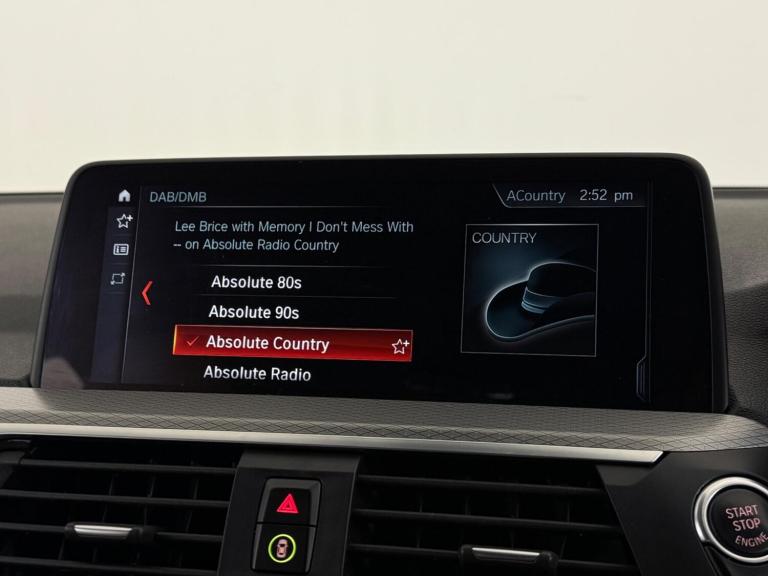 DAB/DMB
ACountry 2:52 pm
Lee Brice with Memory I Don't Mess With
-- on Absolute Radio Country
COUNTRY
Absolute 80s
Absolute 90s
Absolute Country
Absolute Radio
START
STOP
ENGINE